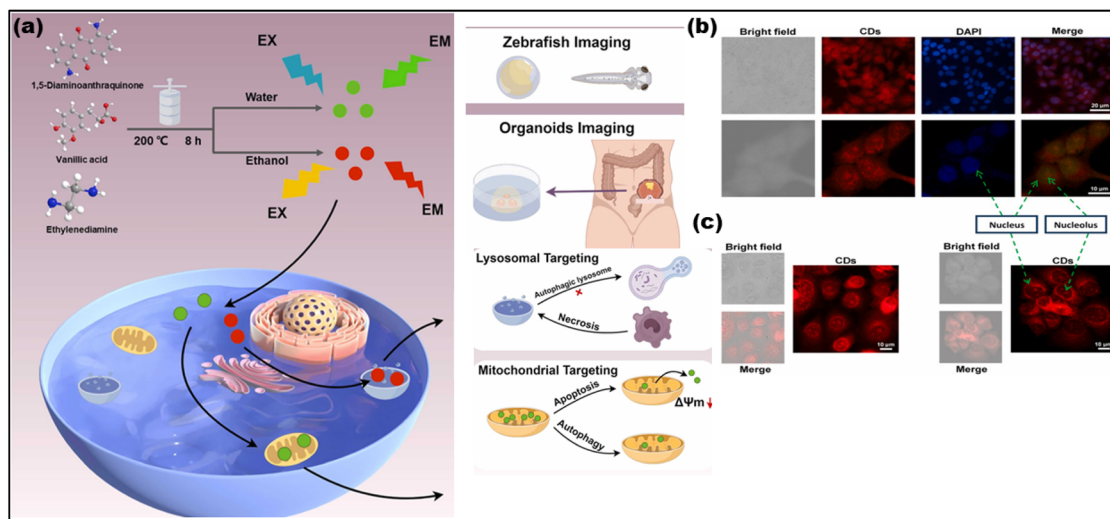 (a)
1,5-Diaminoanthraquinone
Vanillic acid
Ethylenediamine
200 ℃ 8 h
Water
Ethanol
EX
EM
EX
EM
Zebrafish Imaging
Organoids Imaging
Lysosomal Targeting
Autophagic lysosome
Necrosis
Mitochondrial Targeting
Apoptosis
Autophagy
ΔΨm
(b)
Bright field CDs DAPI Merge
20 μm
10 μm
Nucleus Nucleolus
(c)
Bright field
CDs
10 μm
Merge
Bright field
CDs
10 μm
Merge